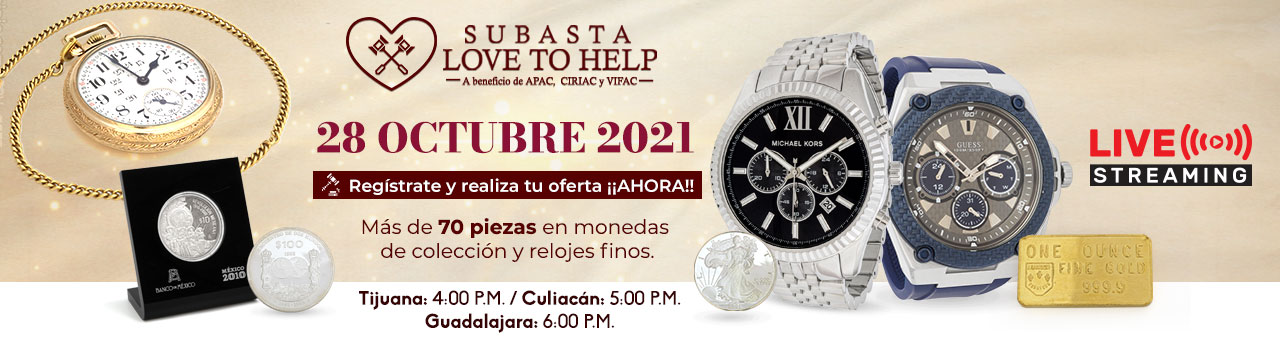 SUBASTA
LOVE TO HELP
A beneficio de APAC, CIRIAC y VIFAC
28 OCTUBRE 2021
Regístrate y realiza tu oferta ¡¡AHORA!!
Más de 70 piezas en monedas
de colección y relojes finos.
Tijuana: 4:00 P.M. / Culiacán: 5:00 P.M.
Guadalajara: 6:00 P.M.
LIVE
STREAMING
$10
BANCO DE MÉXICO
MÉXICO
2010
$100
XII
MICHAEL KORS
GUESS
ONE OUNCE
FINE GOLD
999.9